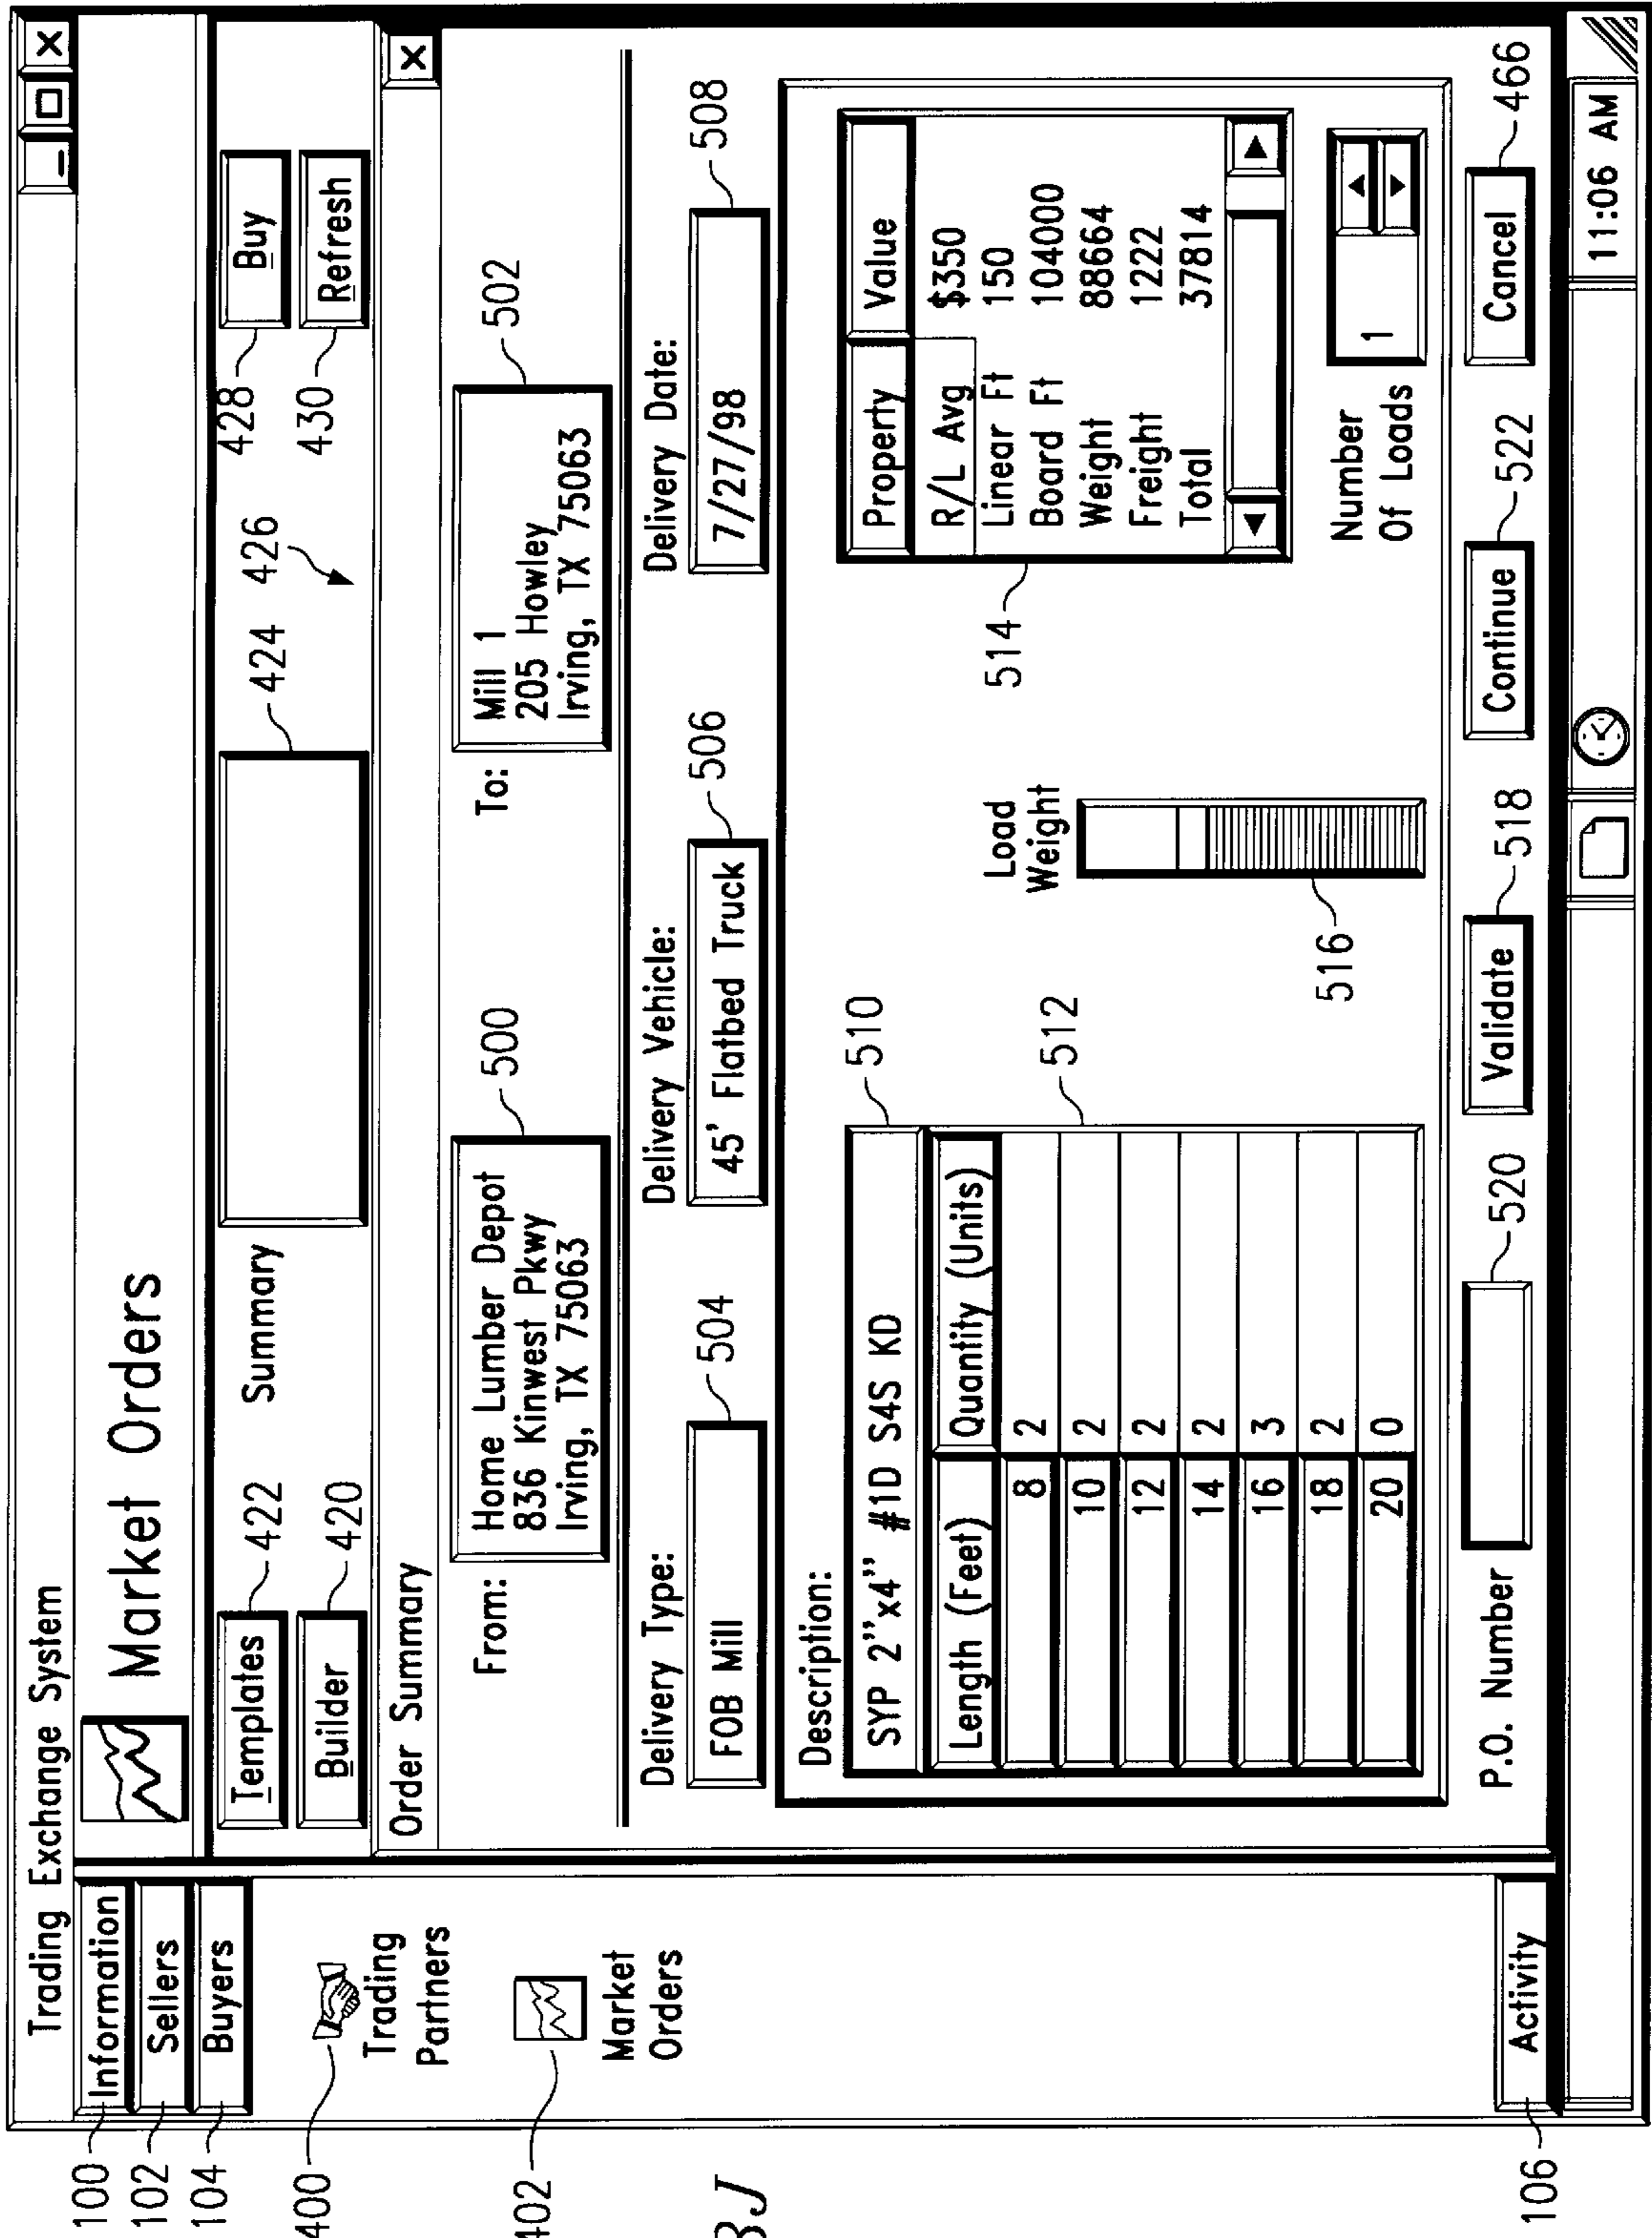 Trading Exchange System
100 Information
102 Sellers
104 Buyers
400
Trading
Partners
402
Market
Orders
Activity
106
Market Orders
Templates 422
Builder 420
Summary
424
426
428 Buy
430 Refresh
Order Summary
From:
Home Lumber Depot
836 Kinwest Pkwy
Irving, TX 75063
500
To:
Mill 1
205 Howley
Irving, TX 75063
502
Delivery Type:
FOB Mill
504
Delivery Vehicle:
45' Flatbed Truck
506
Delivery Date:
7/27/98
508
Description:
SYP 2"x4" #1D S4S KD
510
Length (Feet) Quantity (Units)
8 2
10 2
12 2
14 2
16 3
18 2
20 0
512
Load
Weight
516
514
Property Value
R/L Avg $350
Linear Ft 150
Board Ft 104000
Weight 88664
Freight 1222
Total 37814
Number
Of Loads
1
P.O. Number
520
Validate 518
Continue 522
Cancel 466
11:06 AM
3J